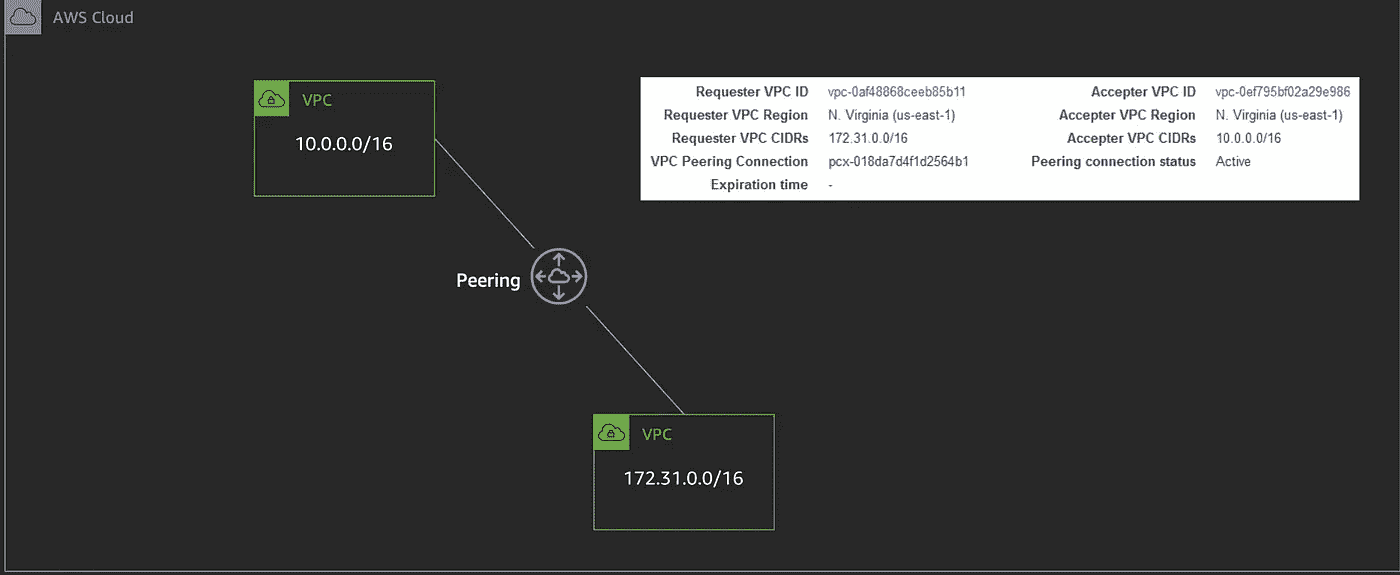 AWS Cloud
VPC
10.0.0.0/16
Requester VPC ID vpc-0af48868ceeb85b11 Accepter VPC ID vpc-0ef795bf02a29e986
Requester VPC Region N. Virginia (us-east-1) Accepter VPC Region N. Virginia (us-east-1)
Requester VPC CIDRs 172.31.0.0/16 Accepter VPC CIDRs 10.0.0.0/16
VPC Peering Connection pcx-018da7d4f1d2564b1 Peering connection status Active
Expiration time -
Peering
VPC
172.31.0.0/16